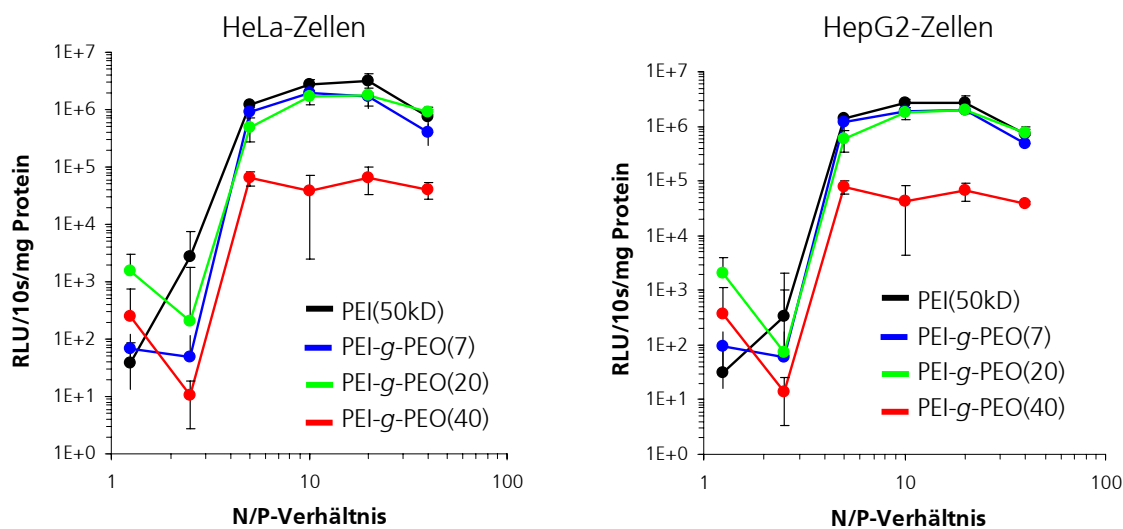 HeLa-Zellen
1E+7
1E+6
1E+5
1E+4
1E+3
1E+2
1E+1
1E+0
RLU/10s/mg Protein
PEI(50kD)
PEI-g-PEO(7)
PEI-g-PEO(20)
PEI-g-PEO(40)
1 10 100
N/P-Verhältnis
HepG2-Zellen
1E+7
1E+6
1E+5
1E+4
1E+3
1E+2
1E+1
1E+0
RLU/10s/mg Protein
PEI(50kD)
PEI-g-PEO(7)
PEI-g-PEO(20)
PEI-g-PEO(40)
1 10 100
N/P-Verhältnis